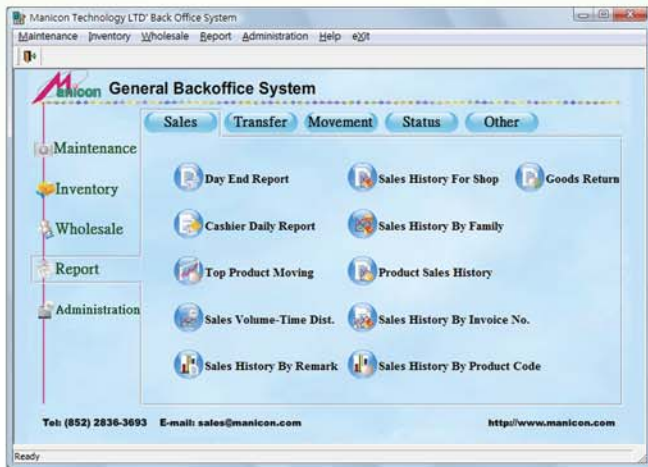 Manicon Technology LTD' Back Office System
Maintenance Inventory Wholesale Report Administration Help eXit
Manicon General Backoffice System
Sales Transfer Movement Status Other
Maintenance
Inventory
Wholesale
Report
Administration
Day End Report Sales History For Shop Goods Return
Cashier Daily Report Sales History By Family
Top Product Moving Product Sales History
Sales Volume-Time Dist. Sales History By Invoice No.
Sales History By Remark Sales History By Product Code
Tel: (852) 2836-3693 E-mail: sales@manicon.com http://www.manicon.com
Ready